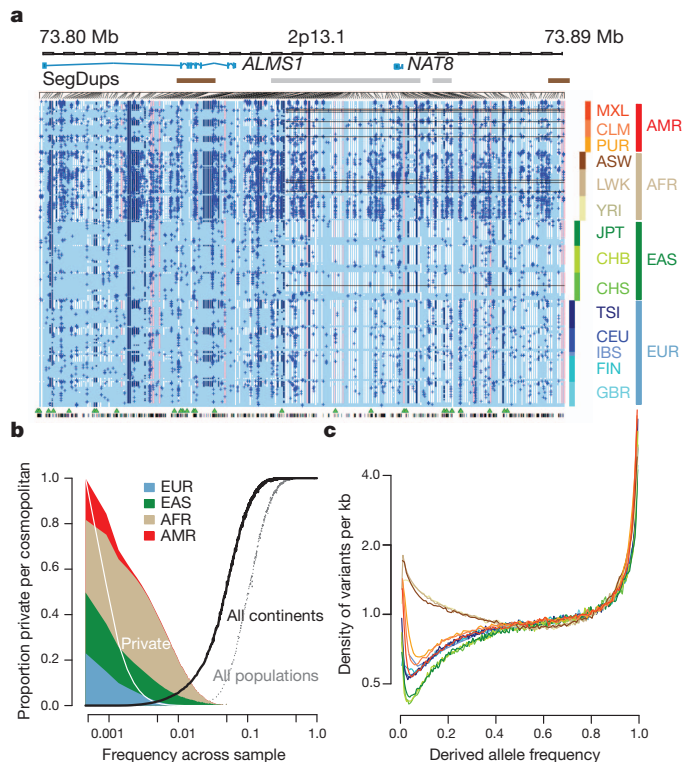 a
73.80 Mb 2p13.1 73.89 Mb
ALMS1 NAT8
SegDups
MXL
CLM
PUR
AMR
ASW
LWK
YRI
AFR
JPT
CHB
CHS
EAS
TSI
CEU
IBS
FIN
GBR
EUR
b
Proportion private per cosmopolitan
1.0
0.8
0.6
0.4
0.2
0.0
EUR
EAS
AFR
AMR
Private
All continents
All populations
0.001 0.01 0.1 1.0
Frequency across sample
c
Density of variants per kb
4.0
2.0
1.0
0.5
0.0 0.2 0.4 0.6 0.8 1.0
Derived allele frequency